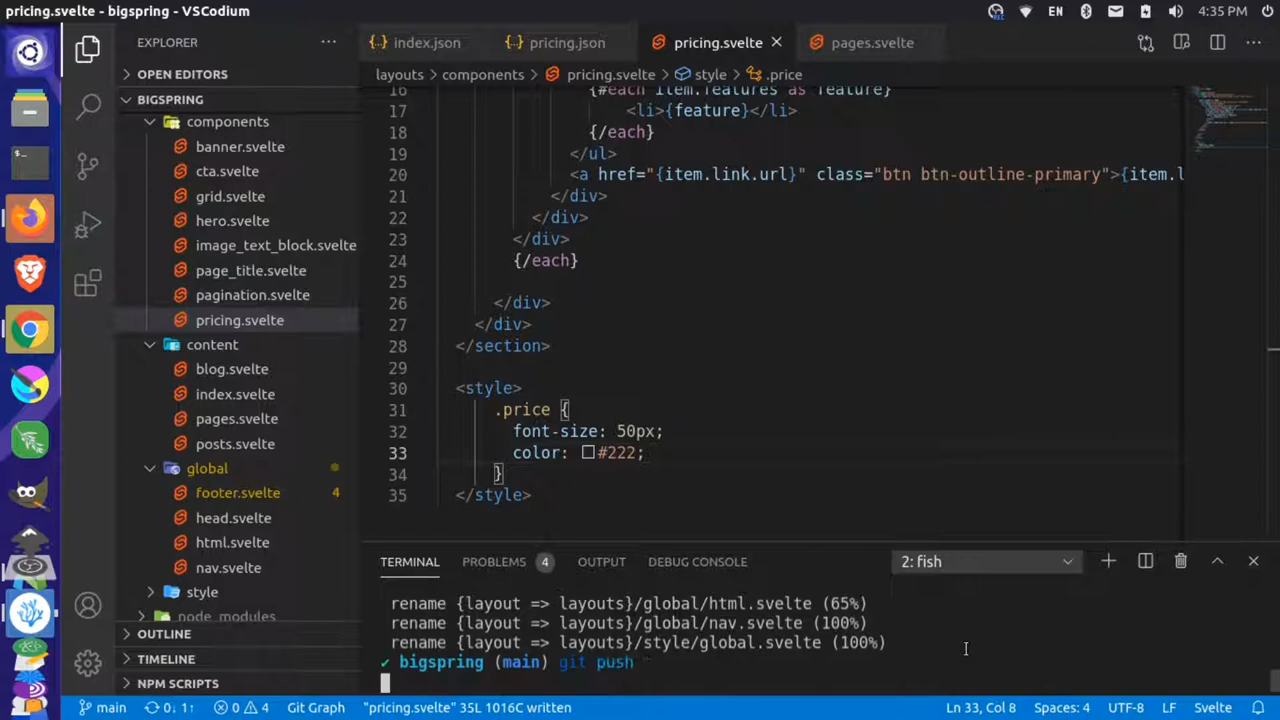 pricing.svelte - bigspring - VSCodium
EN
4:35 PM
EXPLORER
index.json
pricing.json
pricing.svelte
pages.svelte
OPEN EDITORS
layouts > components > pricing.svelte > style > .price
BIGSPRING
components
banner.svelte
cta.svelte
grid.svelte
hero.svelte
image_text_block.svelte
page_title.svelte
pagination.svelte
pricing.svelte
content
blog.svelte
index.svelte
pages.svelte
posts.svelte
global
footer.svelte 4
head.svelte
html.svelte
nav.svelte
style
node_modules
OUTLINE
TIMELINE
NPM SCRIPTS
16 {#each item.features as feature}
17 <li>{feature}</li>
18 {/each}
19 </ul>
20 <a href="{item.link.url}" class="btn btn-outline-primary">{item.l
21 </div>
22 </div>
23 </div>
24 {/each}
25
26 </div>
27 </div>
28 </section>
29
30 <style>
31 .price {
32 font-size: 50px;
33 color: #222;
34 }
35 </style>
TERMINAL
PROBLEMS 4
OUTPUT
DEBUG CONSOLE
2: fish
rename {layout => layouts}/global/html.svelte (65%)
rename {layout => layouts}/global/nav.svelte (100%)
rename {layout => layouts}/style/global.svelte (100%)
✓ bigspring (main) git push
main
0↓ 1↑
0 4
Git Graph
"pricing.svelte" 35L 1016C written
Ln 33, Col 8
Spaces: 4
UTF-8
LF
Svelte